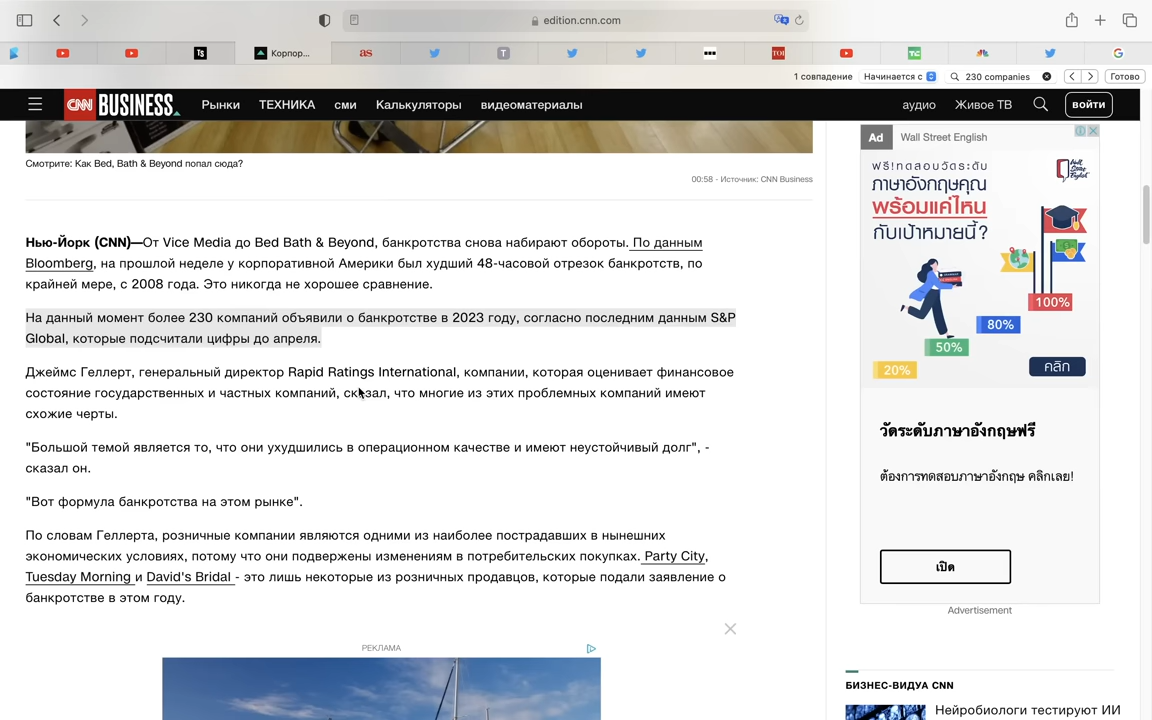 edition.cnn.com
Ts
Корпор...
as
T
TOI
1 совпадение
Начинается с
230 companies
Готово
CNN BUSINESS
Рынки
ТЕХНИКА
сми
Калькуляторы
видеоматериалы
аудио
Живое ТВ
войти
Смотрите: Как Bed, Bath & Beyond попал сюда?
00:58 - Источник: CNN Business
Нью-Йорк (CNN)—От Vice Media до Bed Bath & Beyond, банкротства снова набирают обороты. По данным
Bloomberg, на прошлой неделе у корпоративной Америки был худший 48-часовой отрезок банкротств, по
крайней мере, с 2008 года. Это никогда не хорошее сравнение.
На данный момент более 230 компаний объявили о банкротстве в 2023 году, согласно последним данным S&P
Global, которые подсчитали цифры до апреля.
Джеймс Геллерт, генеральный директор Rapid Ratings International, компании, которая оценивает финансовое
состояние государственных и частных компаний, сказал, что многие из этих проблемных компаний имеют
схожие черты.
"Большой темой является то, что они ухудшились в операционном качестве и имеют неустойчивый долг", -
сказал он.
"Вот формула банкротства на этом рынке".
По словам Геллерта, розничные компании являются одними из наиболее пострадавших в нынешних
экономических условиях, потому что они подвержены изменениям в потребительских покупках. Party City,
Tuesday Morning и David's Bridal - это лишь некоторые из розничных продавцов, которые подали заявление о
банкротстве в этом году.
РЕКЛАМА
Ad
Wall Street English
ฟรี!ทดสอบวัดระดับ
ภาษาอังกฤษคุณ
พร้อมแค่ไหน
กับเป้าหมายนี้?
100%
80%
50%
20%
คลิก
วัดระดับภาษาอังกฤษฟรี
ต้องการทดสอบภาษาอังกฤษ คลิกเลย!
เปิด
Advertisement
БИЗНЕС-ВИДУА CNN
Нейробиологи тестируют ИИ